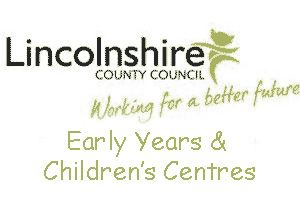 Lincolnshire
COUNTY COUNCIL
Working for a better future
Early Years &
Children's Centres